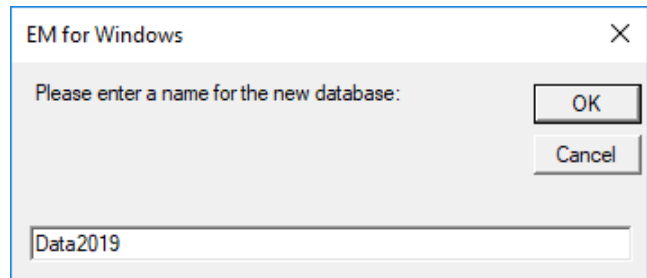 EM for Windows
Please enter a name for the new database:
OK
Cancel
Data2019